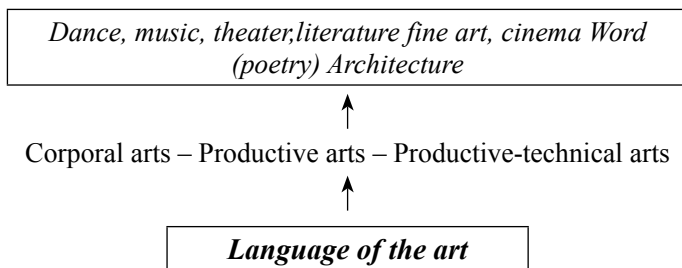 Dance, music, theater,literature fine art, cinema Word
(poetry) Architecture
Corporal arts – Productive arts – Productive-technical arts
Language of the art